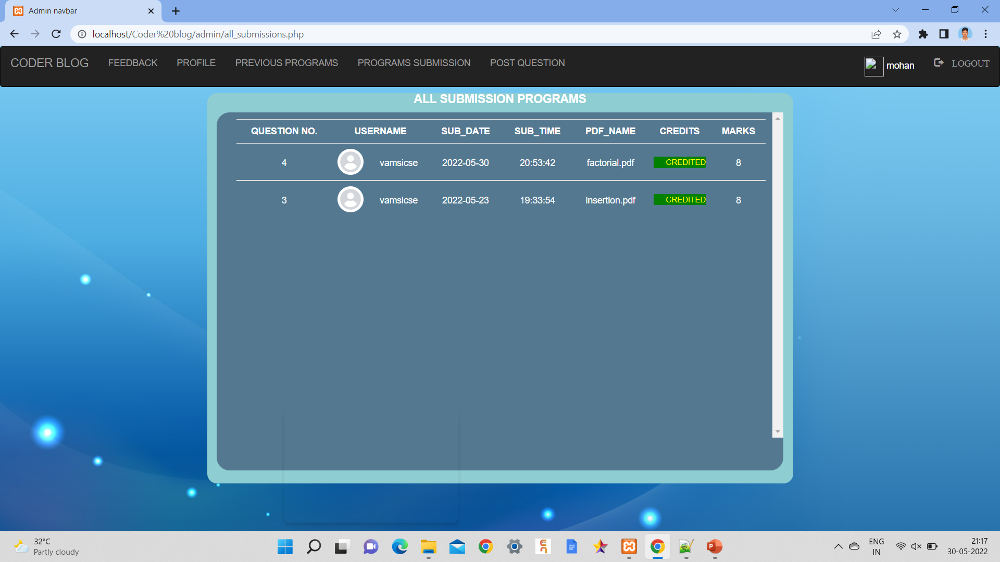 Admin navbar
localhost/Coder%20blog/admin/all_submissions.php
CODER BLOG FEEDBACK PROFILE PREVIOUS PROGRAMS PROGRAMS SUBMISSION POST QUESTION mohan LOGOUT
ALL SUBMISSION PROGRAMS
QUESTION NO. USERNAME SUB_DATE SUB_TIME PDF_NAME CREDITS MARKS
4 vamsicse 2022-05-30 20:53:42 factorial.pdf CREDITED 8
3 vamsicse 2022-05-23 19:33:54 insertion.pdf CREDITED 8
32°C
Partly cloudy
ENG
IN
21:17
30-05-2022